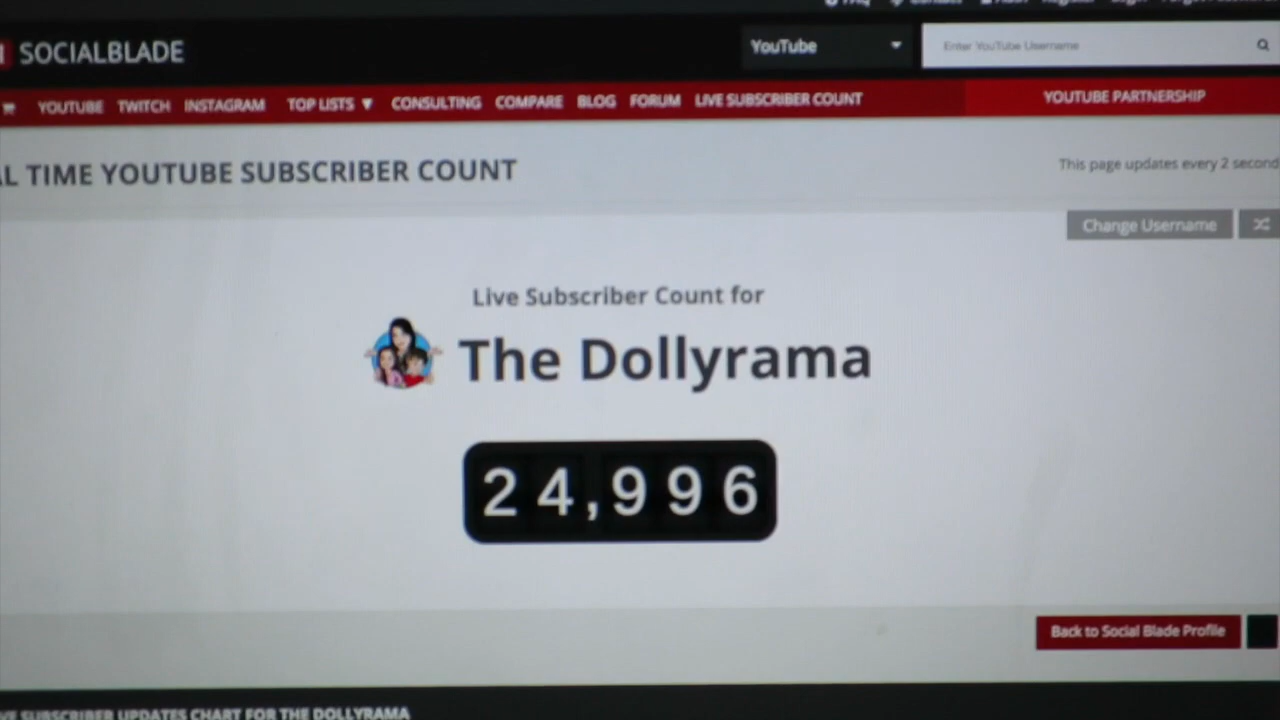 SOCIALBLADE
YouTube
Enter YouTube Username
YOUTUBE TWITCH INSTAGRAM TOP LISTS ▼ CONSULTING COMPARE BLOG FORUM LIVE SUBSCRIBER COUNT YOUTUBE PARTNERSHIP
AL TIME YOUTUBE SUBSCRIBER COUNT
This page updates every 2 second
Change Username
Live Subscriber Count for
The Dollyrama
24,996
Back to Social Blade Profile
VE SUBSCRIBER UPDATES CHART FOR THE DOLLYRAMA